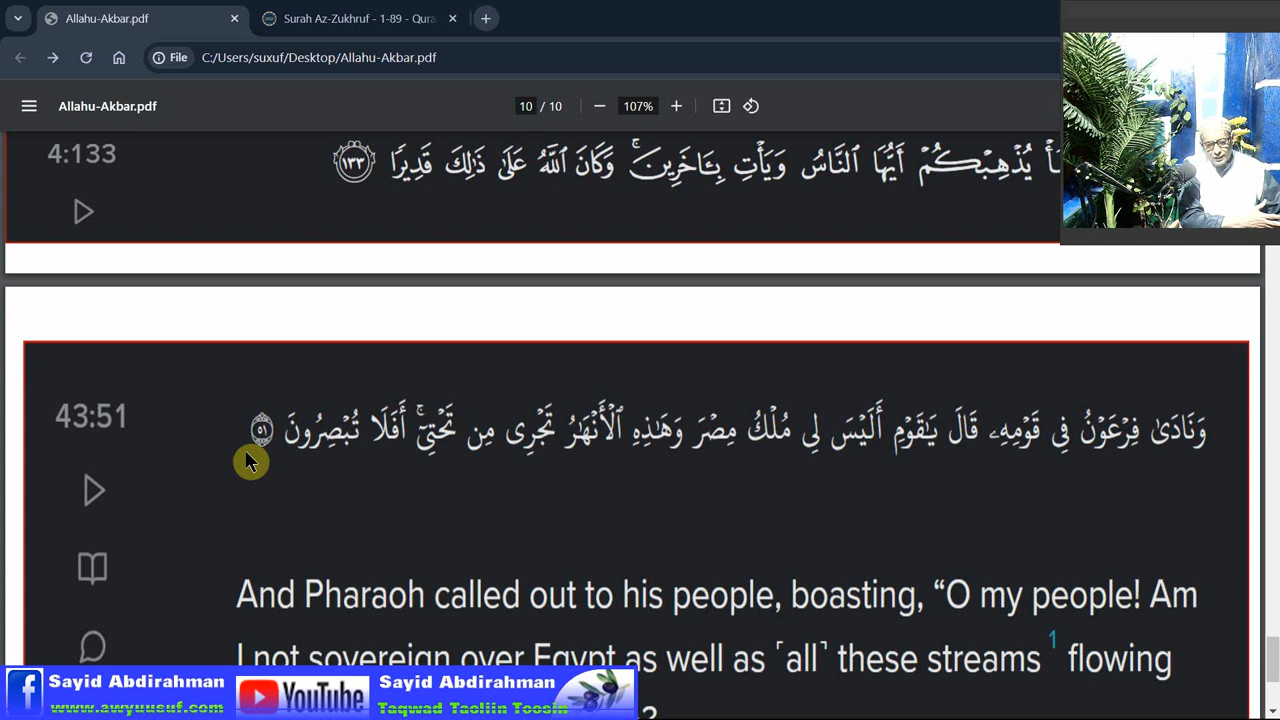 Allahu-Akbar.pdf
Surah Az-Zukhruf - 1-89 - Qura
File
C:/Users/suxuf/Desktop/Allahu-Akbar.pdf
Allahu-Akbar.pdf
10 / 10
107%
4:133
يُذْهِبْكُمْ أَيُّهَا ٱلنَّاسُ وَيَأْتِ بِـَٔاخَرِينَ ۚ وَكَانَ ٱللَّهُ عَلَىٰ ذَٰلِكَ قَدِيرًا ١٣٣
43:51
وَنَادَىٰ فِرْعَوْنُ فِى قَوْمِهِۦ قَالَ يَـٰقَوْمِ أَلَيْسَ لِى مُلْكُ مِصْرَ وَهَـٰذِهِ ٱلْأَنْهَـٰرُ تَجْرِى مِن تَحْتِىٓ ۚ أَفَلَا تُبْصِرُونَ ٥١
And Pharaoh called out to his people, boasting, “O my people! Am
I not sovereign over Egypt as well as ˹all˺ these streams 1 flowing
Sayid Abdirahman
www.awyuusuf.com
YouTube
Sayid Abdirahman
Taqwad Taoliin Toosin